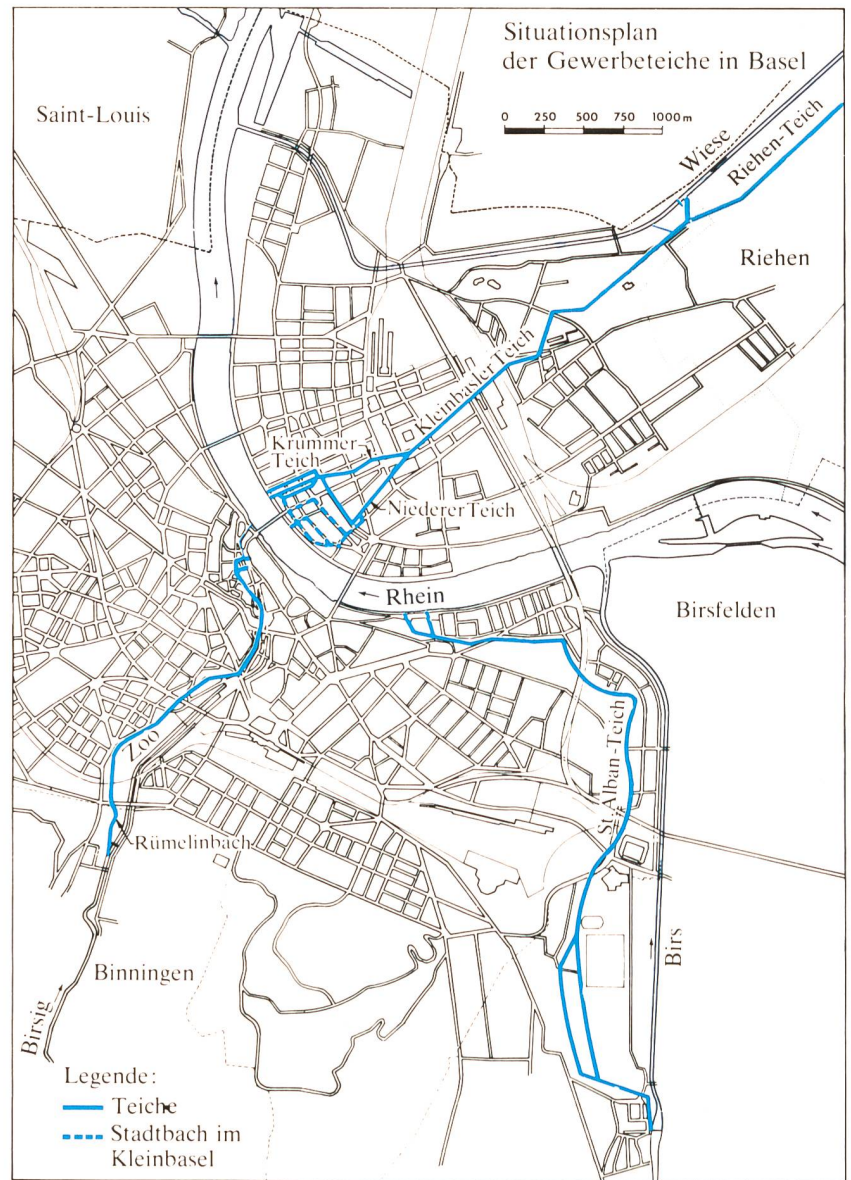 Situationsplan
der Gewerbeteiche in Basel
0 250 500 750 1000 m
Saint-Louis
Wiese
Riehen-Teich
Riehen
Kleinbasler Teich
Krummer-
Teich
Niederer Teich
Rhein
Birsfelden
Zoo
St. Alban-Teich
Rümelinbach
Birs
Binningen
Birsig
Legende:
Teiche
Stadtbach im
Kleinbasel